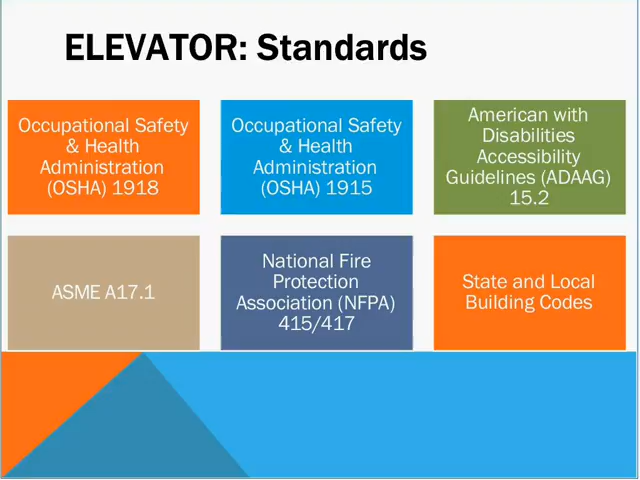 ELEVATOR: Standards
Occupational Safety
& Health
Administration
(OSHA) 1918
Occupational Safety
& Health
Administration
(OSHA) 1915
American with
Disabilities
Accessibility
Guidelines (ADAAG)
15.2
ASME A17.1
National Fire
Protection
Association (NFPA)
415/417
State and Local
Building Codes